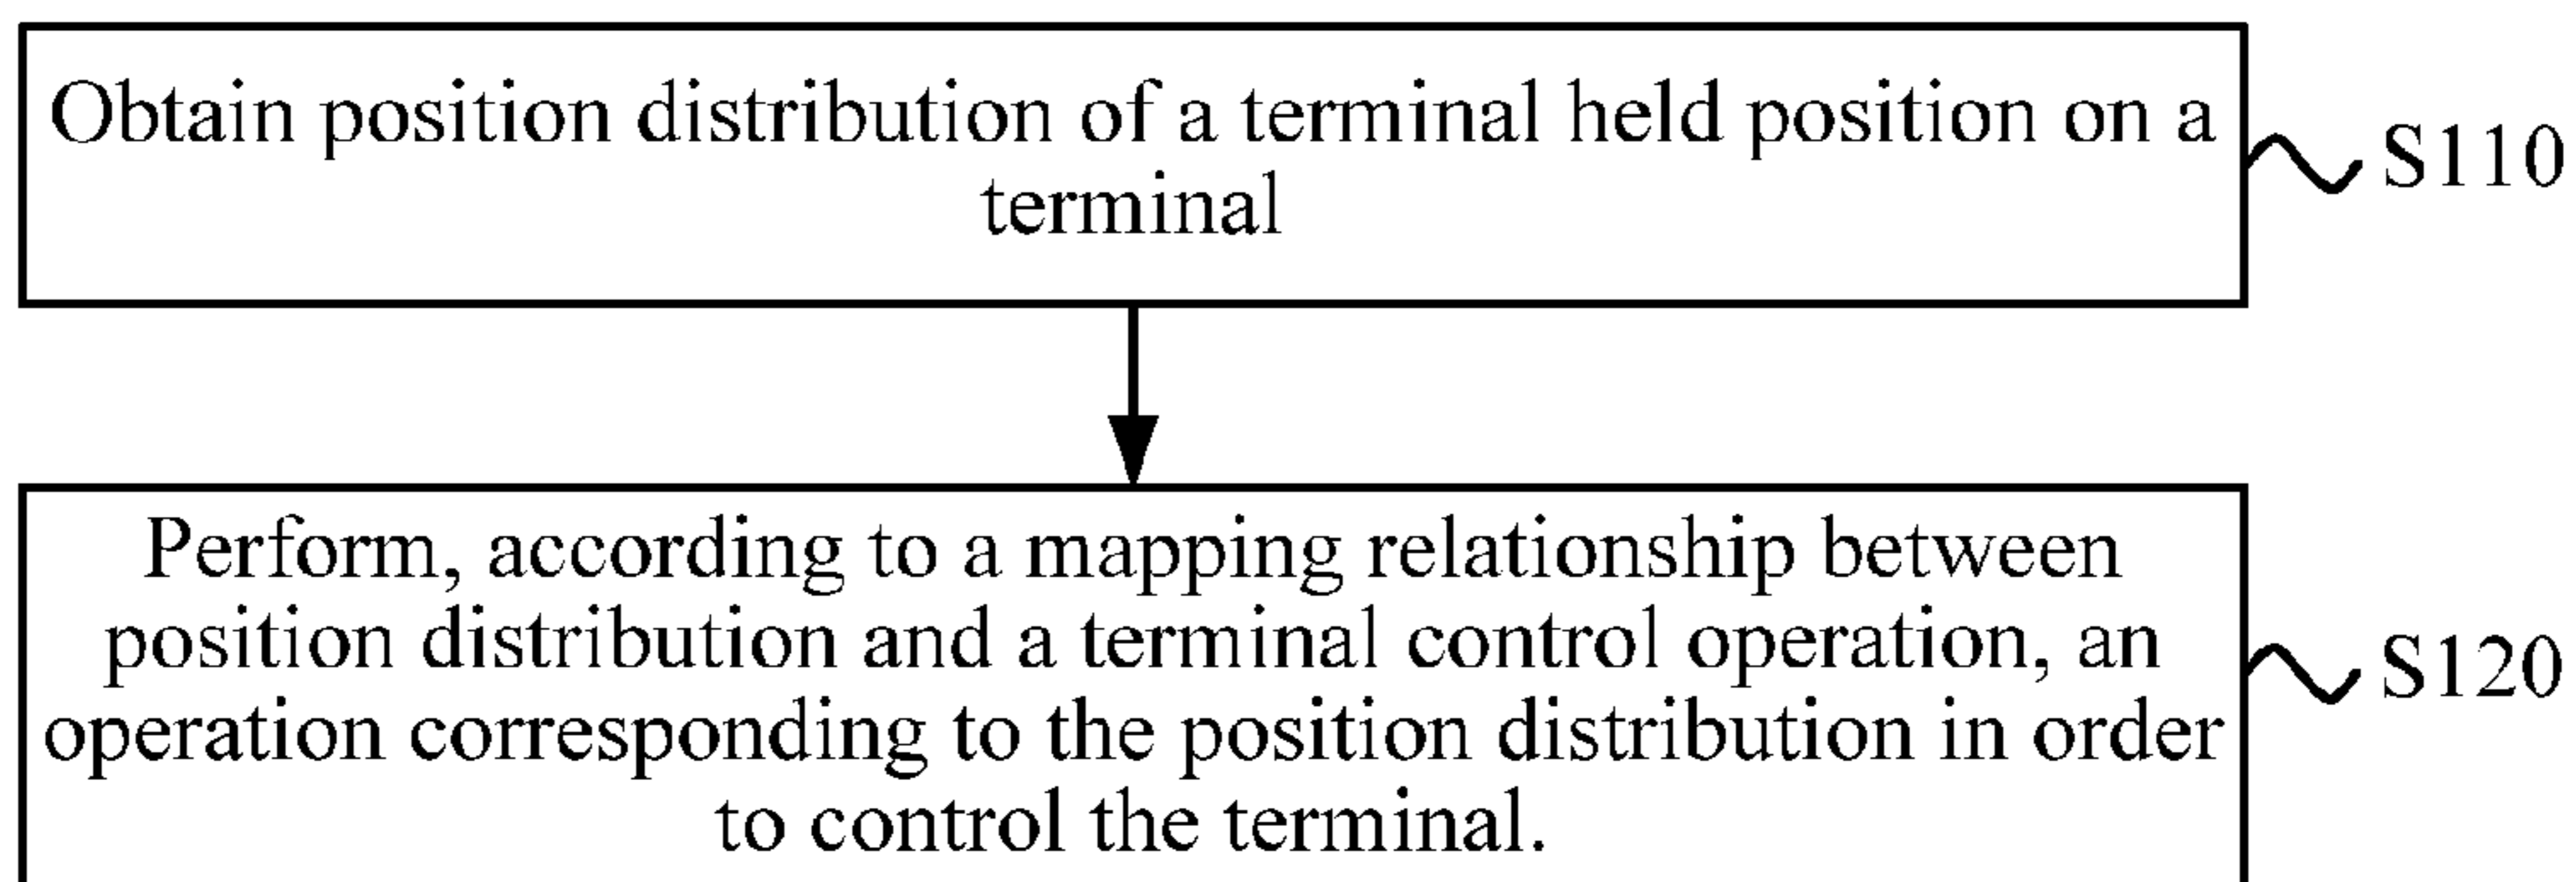 Obtain position distribution of a terminal held position on a
terminal
S110
Perform, according to a mapping relationship between
position distribution and a terminal control operation, an
operation corresponding to the position distribution in order
to control the terminal.
S120